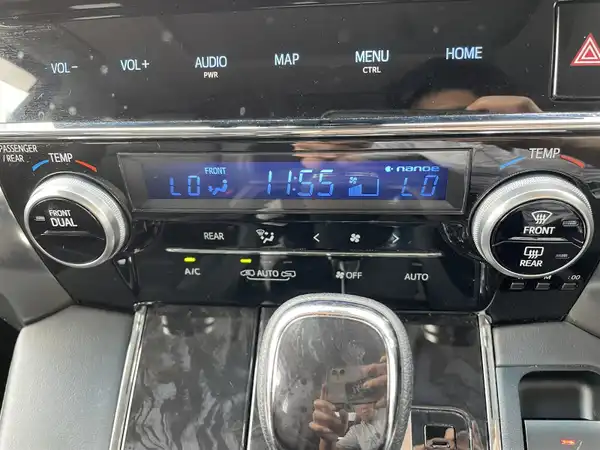 VOL- VOL+ AUDIO MAP MENU HOME
PWR CTRL
PASSENGER
/REAR
TEMP
TEMP
FRONT
nanoe
LO 11:55 LO
FRONT
DUAL
FRONT
REAR
REAR < >
A/C AUTO OFF AUTO
:00